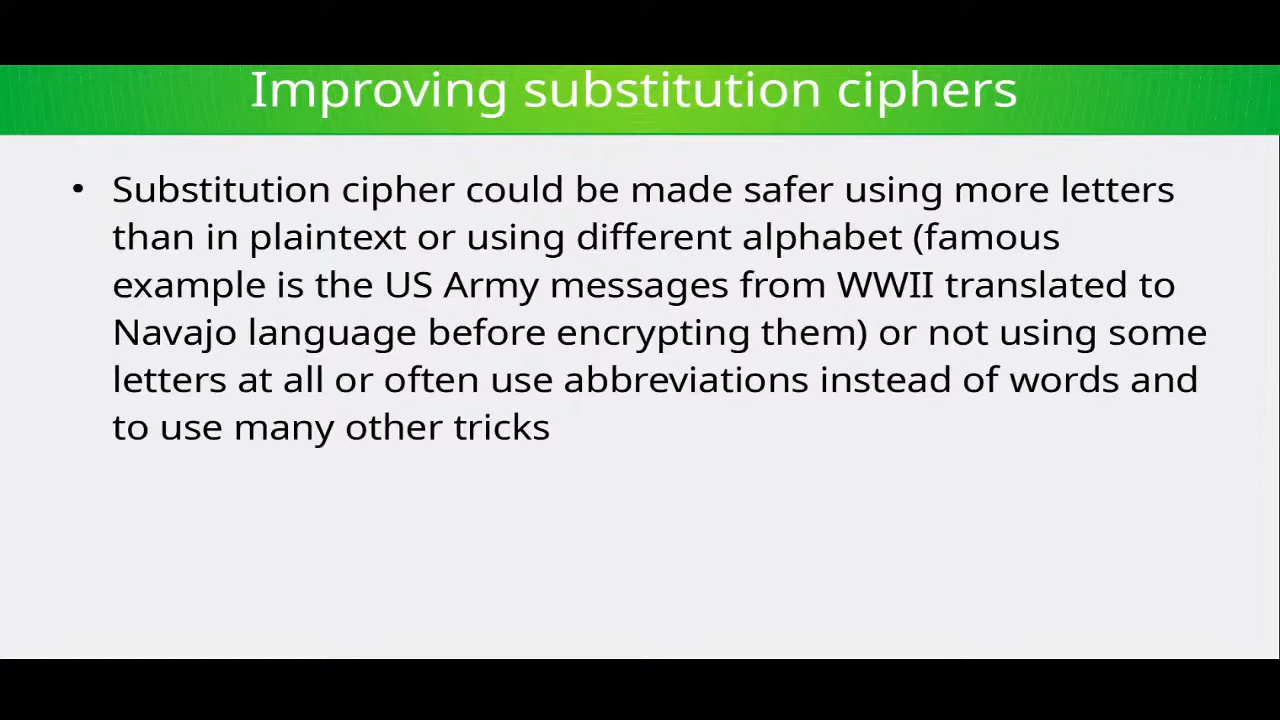 Improving substitution ciphers
• Substitution cipher could be made safer using more letters
than in plaintext or using different alphabet (famous
example is the US Army messages from WWII translated to
Navajo language before encrypting them) or not using some
letters at all or often use abbreviations instead of words and
to use many other tricks